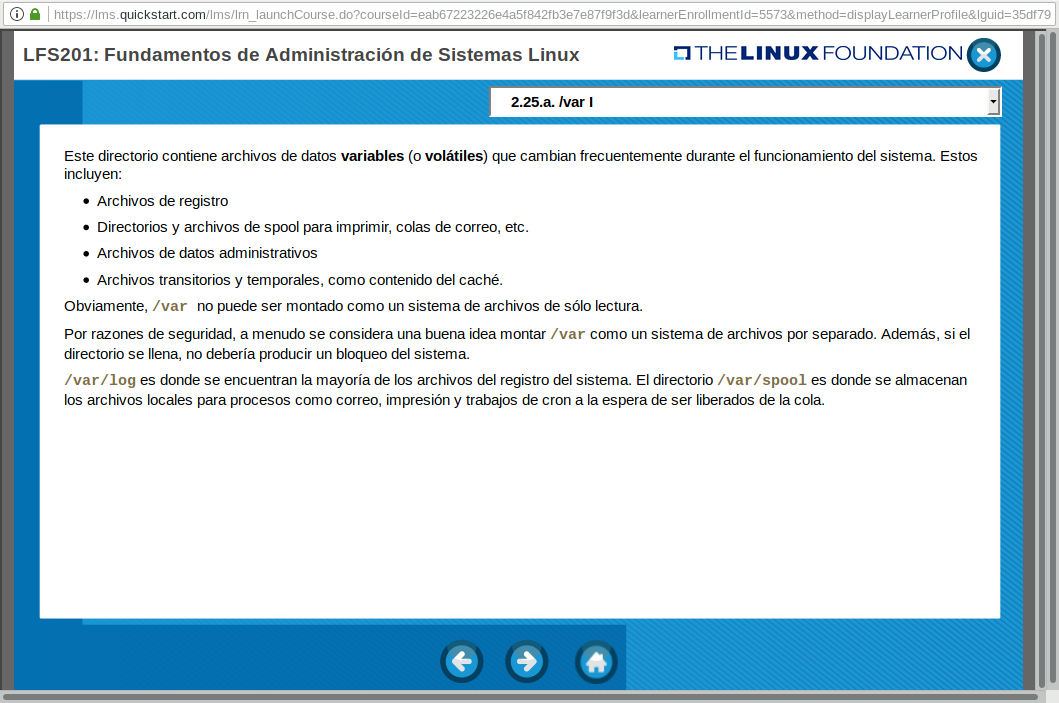 https://lms.quickstart.com/lms/lrn_launchCourse.do?courseId=eab67223226e4a5f842fb3e7e87f9f3d&learnerEnrollmentId=5573&method=displayLearnerProfile&lguid=35df79
LFS201: Fundamentos de Administración de Sistemas Linux
THE LINUX FOUNDATION
2.25.a. /var I
Este directorio contiene archivos de datos variables (o volátiles) que cambian frecuentemente durante el funcionamiento del sistema. Estos
incluyen:
• Archivos de registro
• Directorios y archivos de spool para imprimir, colas de correo, etc.
• Archivos de datos administrativos
• Archivos transitorios y temporales, como contenido del caché.
Obviamente, /var no puede ser montado como un sistema de archivos de sólo lectura.
Por razones de seguridad, a menudo se considera una buena idea montar /var como un sistema de archivos por separado. Además, si el
directorio se llena, no debería producir un bloqueo del sistema.
/var/log es donde se encuentran la mayoría de los archivos del registro del sistema. El directorio /var/spool es donde se almacenan
los archivos locales para procesos como correo, impresión y trabajos de cron a la espera de ser liberados de la cola.